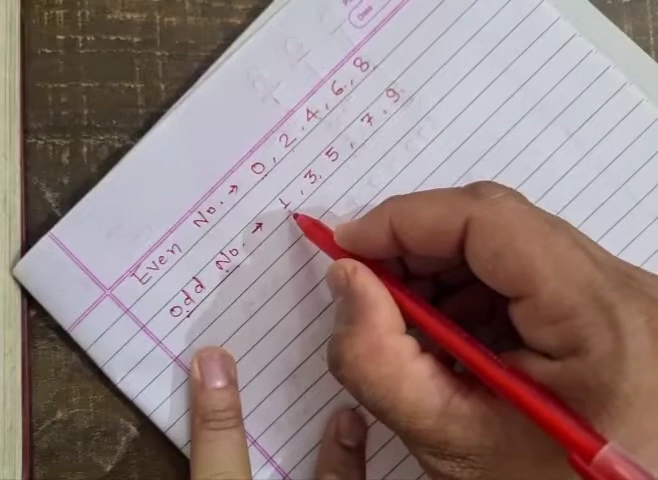 Even No. → 0, 2, 4, 6, 8
Odd No. → 1, 3, 5, 7, 9